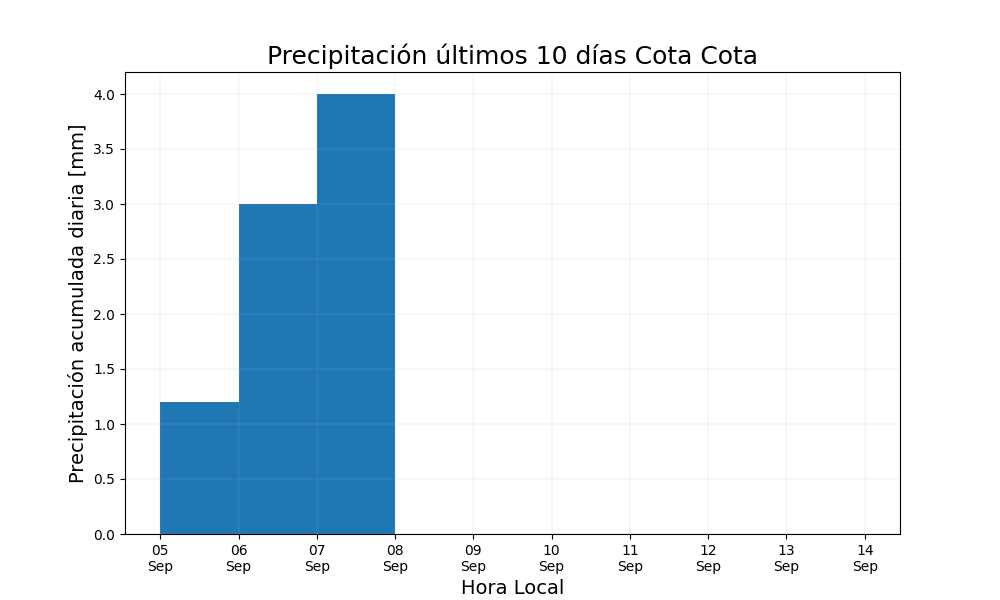 Precipitación últimos 10 días Cota Cota
Precipitación acumulada diaria [mm]
4.0
3.5
3.0
2.5
2.0
1.5
1.0
0.5
0.0
05 06 07 08 09 10 11 12 13 14
Sep Sep Sep Sep Sep Sep Sep Sep Sep Sep
Hora Local